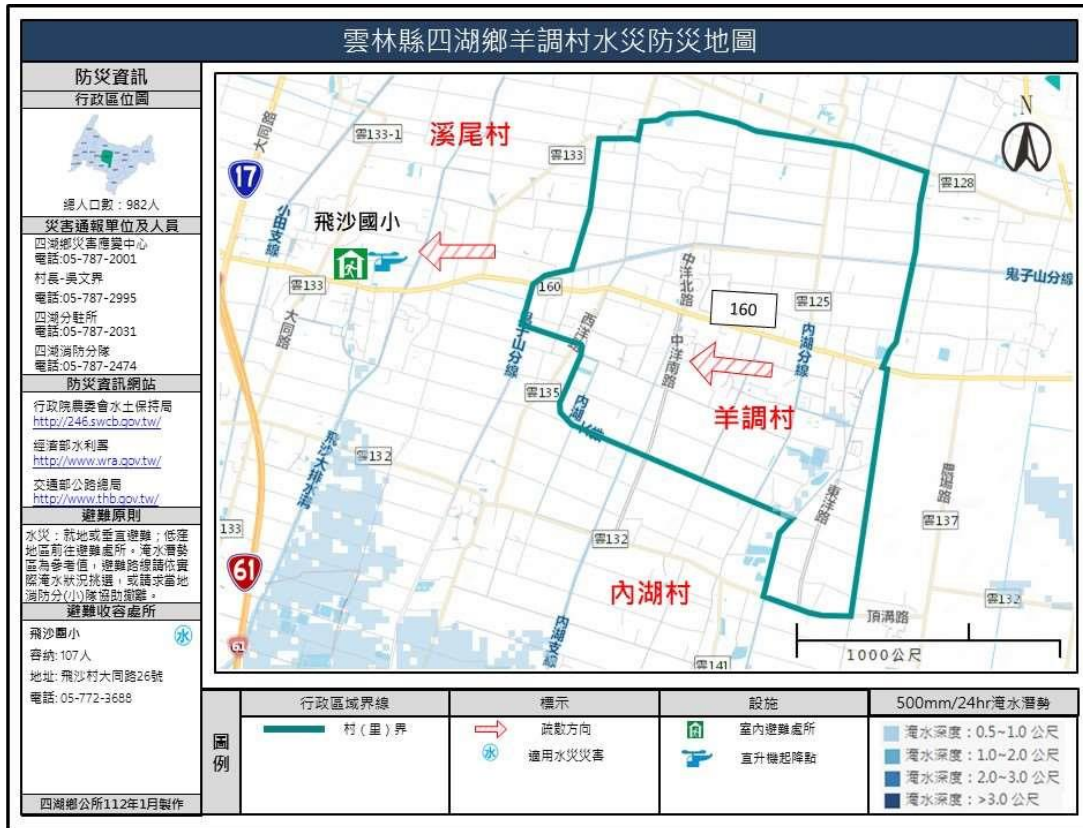 雲林縣四湖鄉羊調村水災防災地圖
防災資訊
行政區位圖
總人口數：982人
災害通報單位及人員
四湖鄉災害應變中心
電話:05-787-2001
村長-吳文界
電話:05-787-2995
四湖分駐所
電話:05-787-2031
四湖消防分隊
電話:05-787-2474
防災資訊網站
行政院農委會水土保持局
http://246.swcb.gov.tw/
經濟部水利署
http://www.wra.gov.tw/
交通部公路總局
http://www.thb.gov.tw/
避難原則
水災：就地或垂直避難；低窪
地區前往避難處所。淹水潛勢
區為參考值，避難路線請依實
際淹水狀況挑選，或請求當地
消防分(小)隊協助撤離。
避難收容處所
飛沙國小
水
容納:107人
地址:飛沙村大同路26號
電話:05-772-3688
四湖鄉公所112年1月製作
大同路
雲133-1
溪尾村
雲133
17
小田支線
飛沙國小
雲133
大同路
160
西洋路
鬼子山分線
雲135
中洋北路
160
雲125
中洋南路
內湖分線
羊調村
N
雲128
鬼子山分線
飛沙大排水溝
雲132
133
61
61
雲132
內湖村
內湖支線
雲141
東洋路
雲137
雲132
頂溝路
1000公尺
圖例
行政區域界線
村(里)界
標示
疏散方向
水
適用水災災害
設施
室內避難處所
直升機起降點
500mm/24hr淹水潛勢
淹水深度：0.5~1.0 公尺
淹水深度：1.0~2.0 公尺
淹水深度：2.0~3.0 公尺
淹水深度：>3.0 公尺